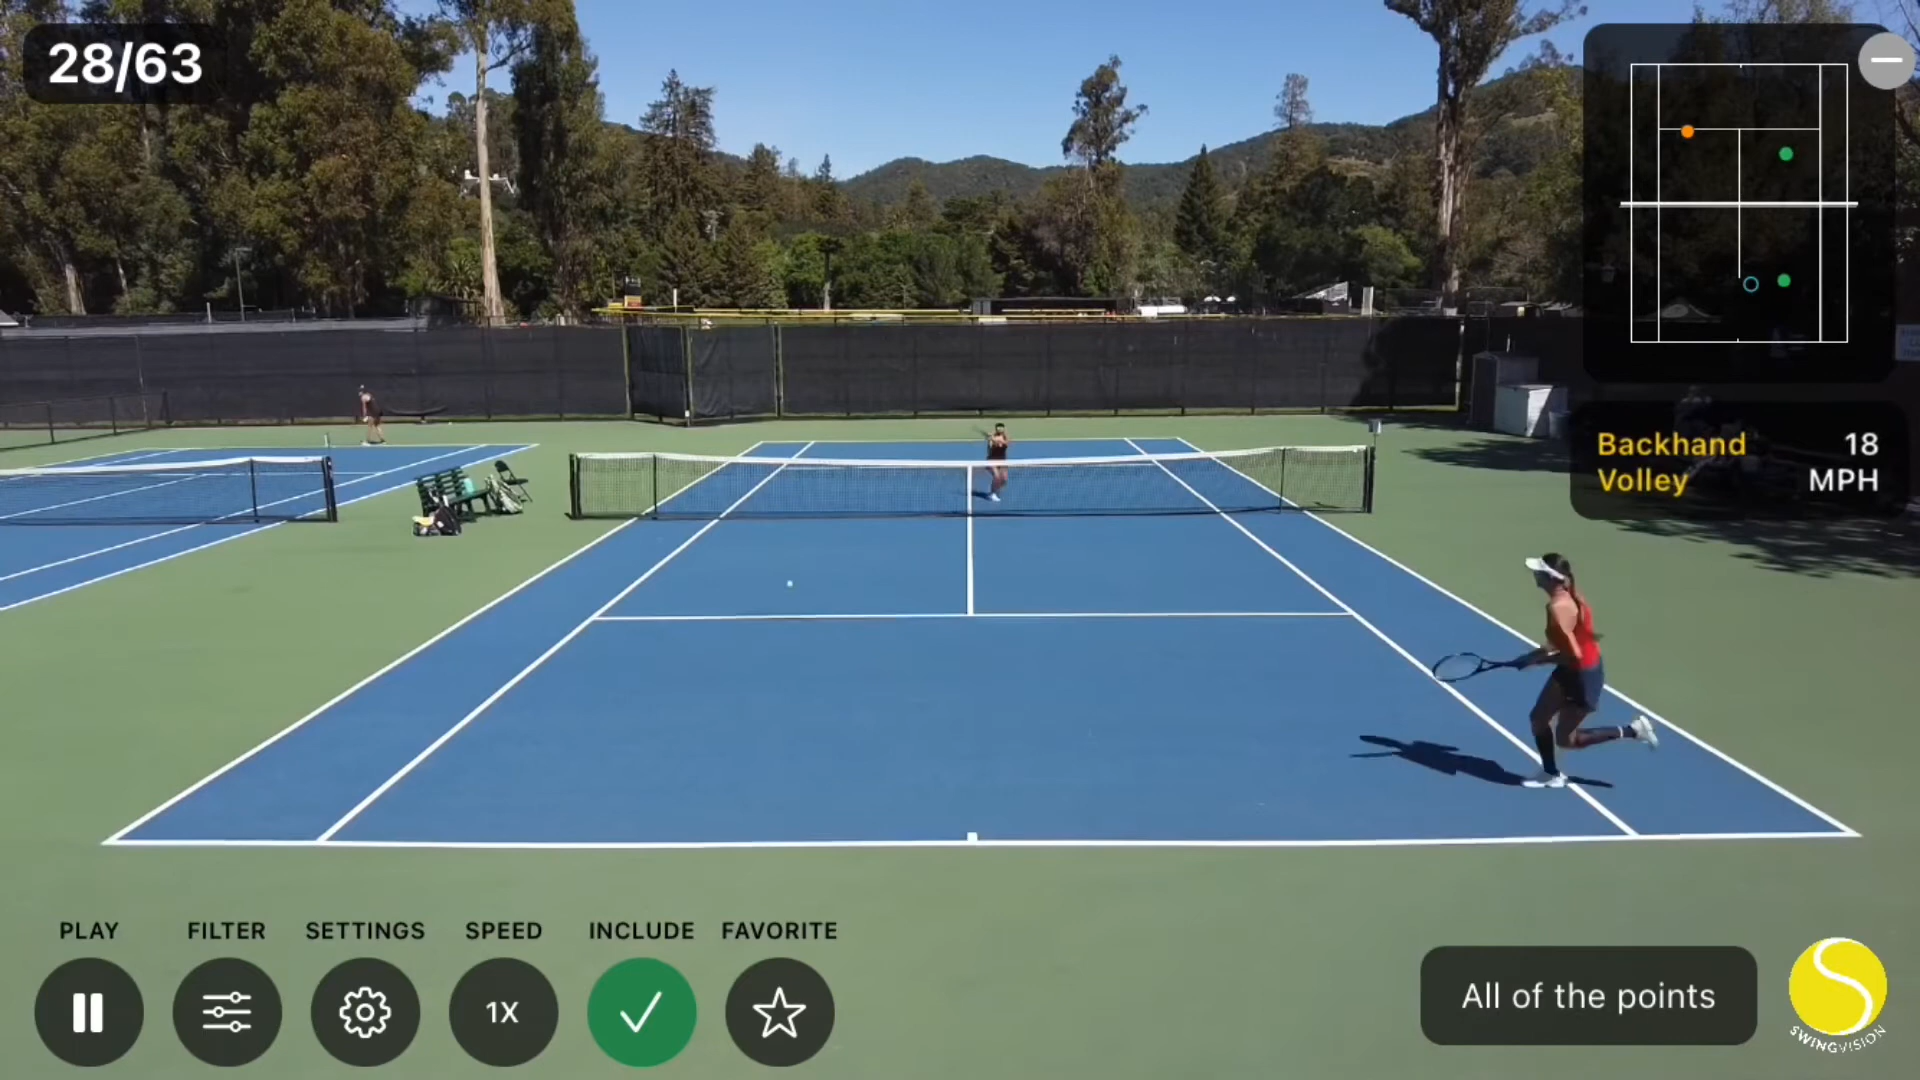 28/63
Backhand 18
Volley MPH
PLAY FILTER SETTINGS SPEED INCLUDE FAVORITE
1X
All of the points
SWINGVISION